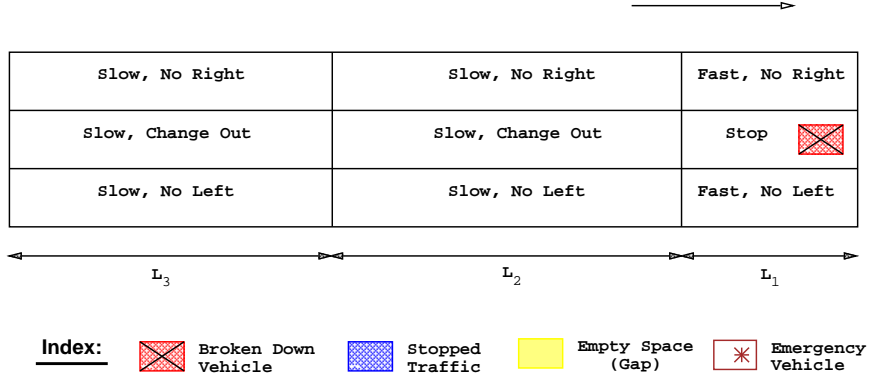 Slow, No Right Slow, No Right Fast, No Right
Slow, Change Out Slow, Change Out Stop
Slow, No Left Slow, No Left Fast, No Left
L3 L2 L1
Index: Broken Down Vehicle Stopped Traffic Empty Space (Gap) Emergency Vehicle